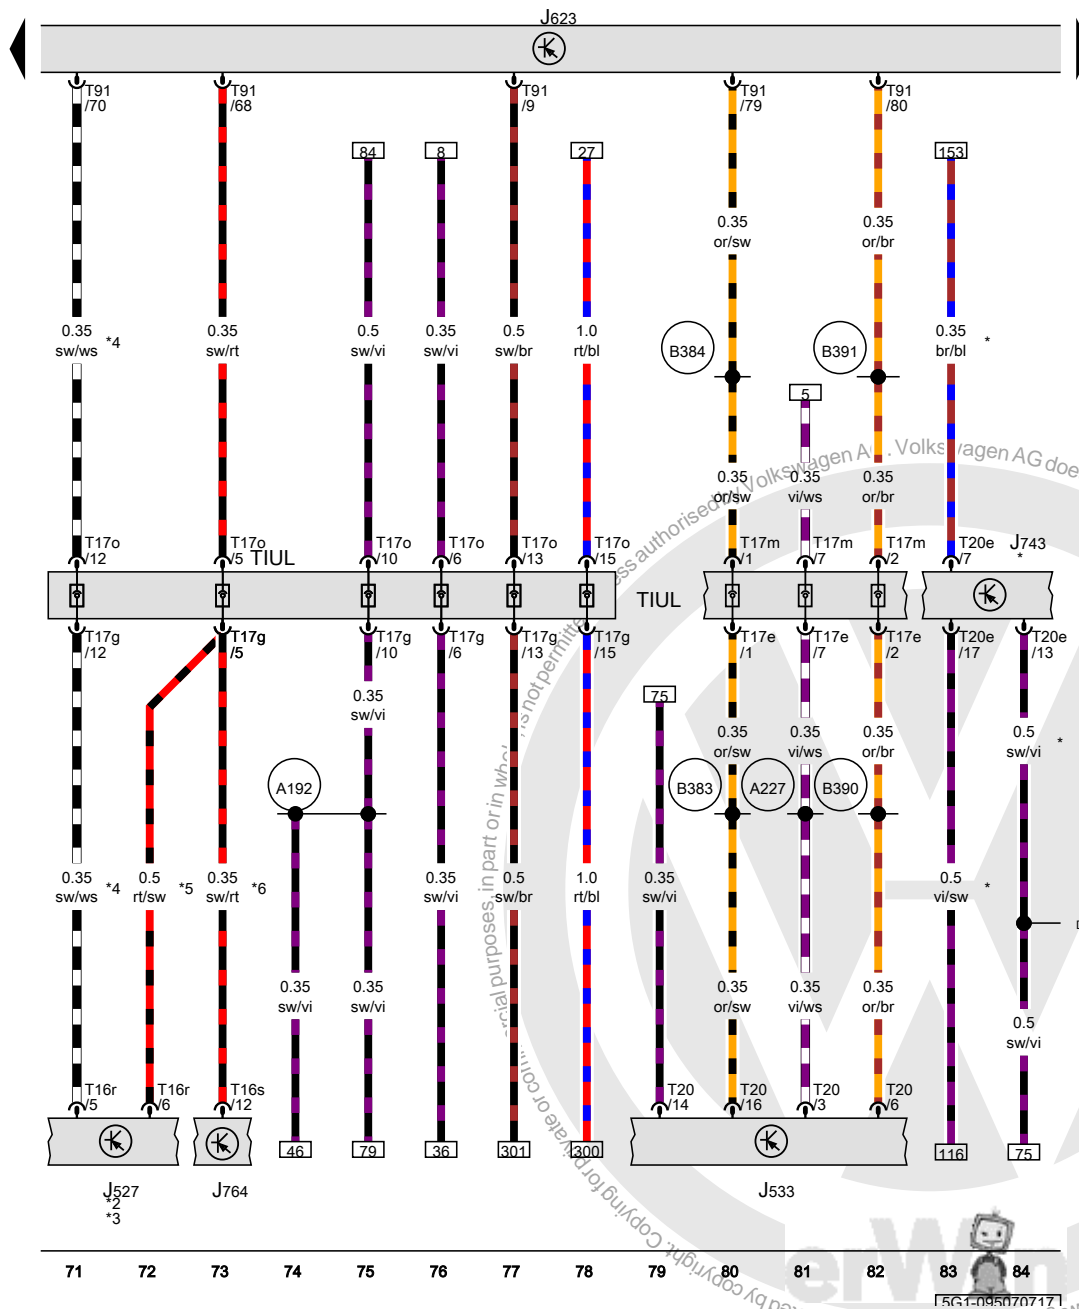 J623
T91 T91 T91 T91 T91
/70 /68 /9 /79 /80
84 8 27 153
0.35 0.35
or/sw or/br
0.35 *4 0.35 0.5 0.35 0.5 1.0 0.35 *
sw/ws sw/rt sw/vi sw/vi sw/br rt/bl br/bl
B384 B391
5
0.35 0.35 0.35
or/sw vi/ws or/br
T17o T17o T17o T17o T17o T17o T17m T17m T17m T20e J743
/12 /5 TIUL /10 /6 /13 /15 /1 /7 /2 /7 *
TIUL
T17g T17g T17g T17g T17g T17g T17e T17e T17e T20e T20e
/12 /5 /10 /6 /13 /15 /1 /7 /2 /17 /13
75
0.35
sw/vi
0.35 0.35 0.35 0.5
or/sw vi/ws or/br sw/vi *
A192 B383 A227 B390
0.35 *4 0.5 *5 0.35 *6 0.35 0.5 1.0 0.35 0.5 *
sw/ws rt/sw sw/rt sw/vi sw/br rt/bl sw/vi vi/sw
0.35 0.35 0.35 0.35 0.35
sw/vi sw/vi or/sw vi/ws or/br
0.5
sw/vi
T16r T16r T16s T20 T20 T20 T20
/5 /6 /12 /14 /16 /3 /6
46 79 36 301 300 116 75
J527 J764 J533
*2
*3
71 72 73 74 75 76 77 78 79 80 81 82 83 84
5G1-095070717